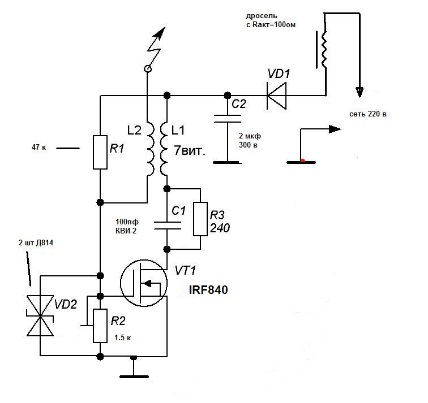 дросель
с Rакт–100ом
VD1
C2
сеть 220 в
L2
L1
2 мкф
300 в
7вит.
47 к
R1
C1
R3
240
100пф
КВИ 2
2 шт Д814
VT1
IRF840
VD2
R2
1.5 к